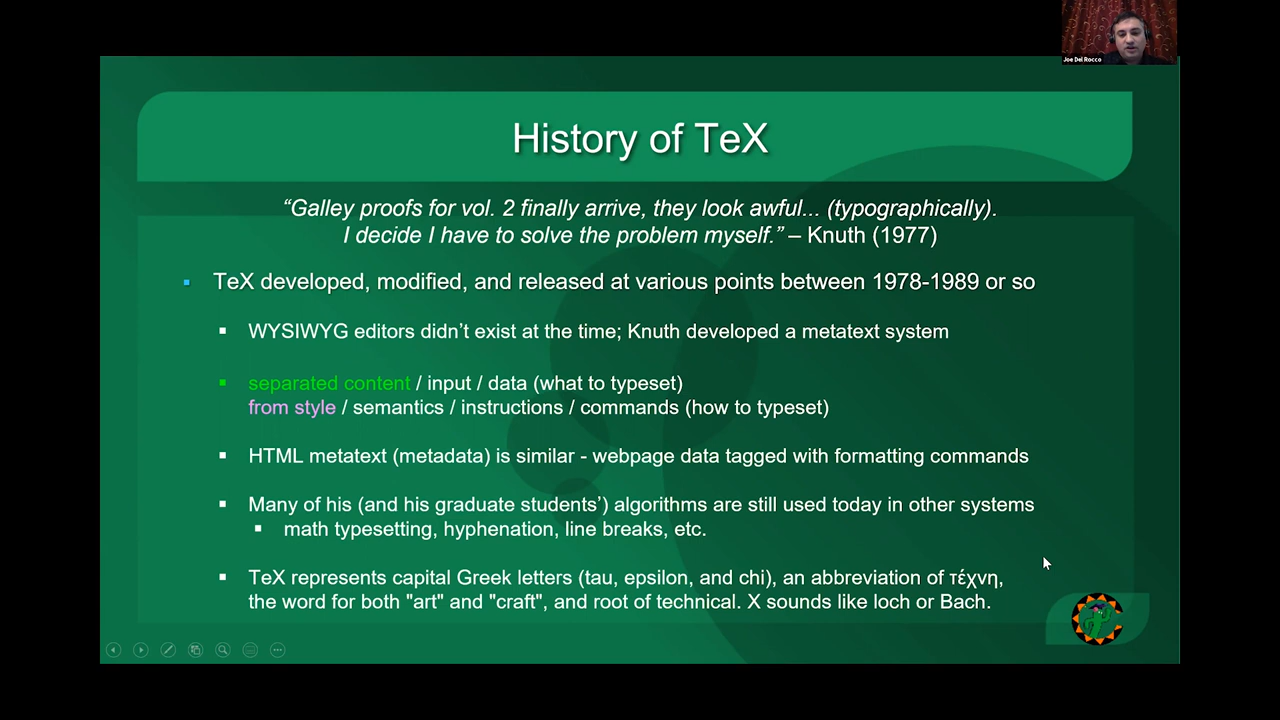 Joe Del Rocco
History of TeX
“Galley proofs for vol. 2 finally arrive, they look awful... (typographically).
I decide I have to solve the problem myself.” – Knuth (1977)
TeX developed, modified, and released at various points between 1978-1989 or so
WYSIWYG editors didn’t exist at the time; Knuth developed a metatext system
separated content / input / data (what to typeset)
from style / semantics / instructions / commands (how to typeset)
HTML metatext (metadata) is similar - webpage data tagged with formatting commands
Many of his (and his graduate students’) algorithms are still used today in other systems
math typesetting, hyphenation, line breaks, etc.
TeX represents capital Greek letters (tau, epsilon, and chi), an abbreviation of τέχνη,
the word for both "art" and "craft", and root of technical. X sounds like loch or Bach.